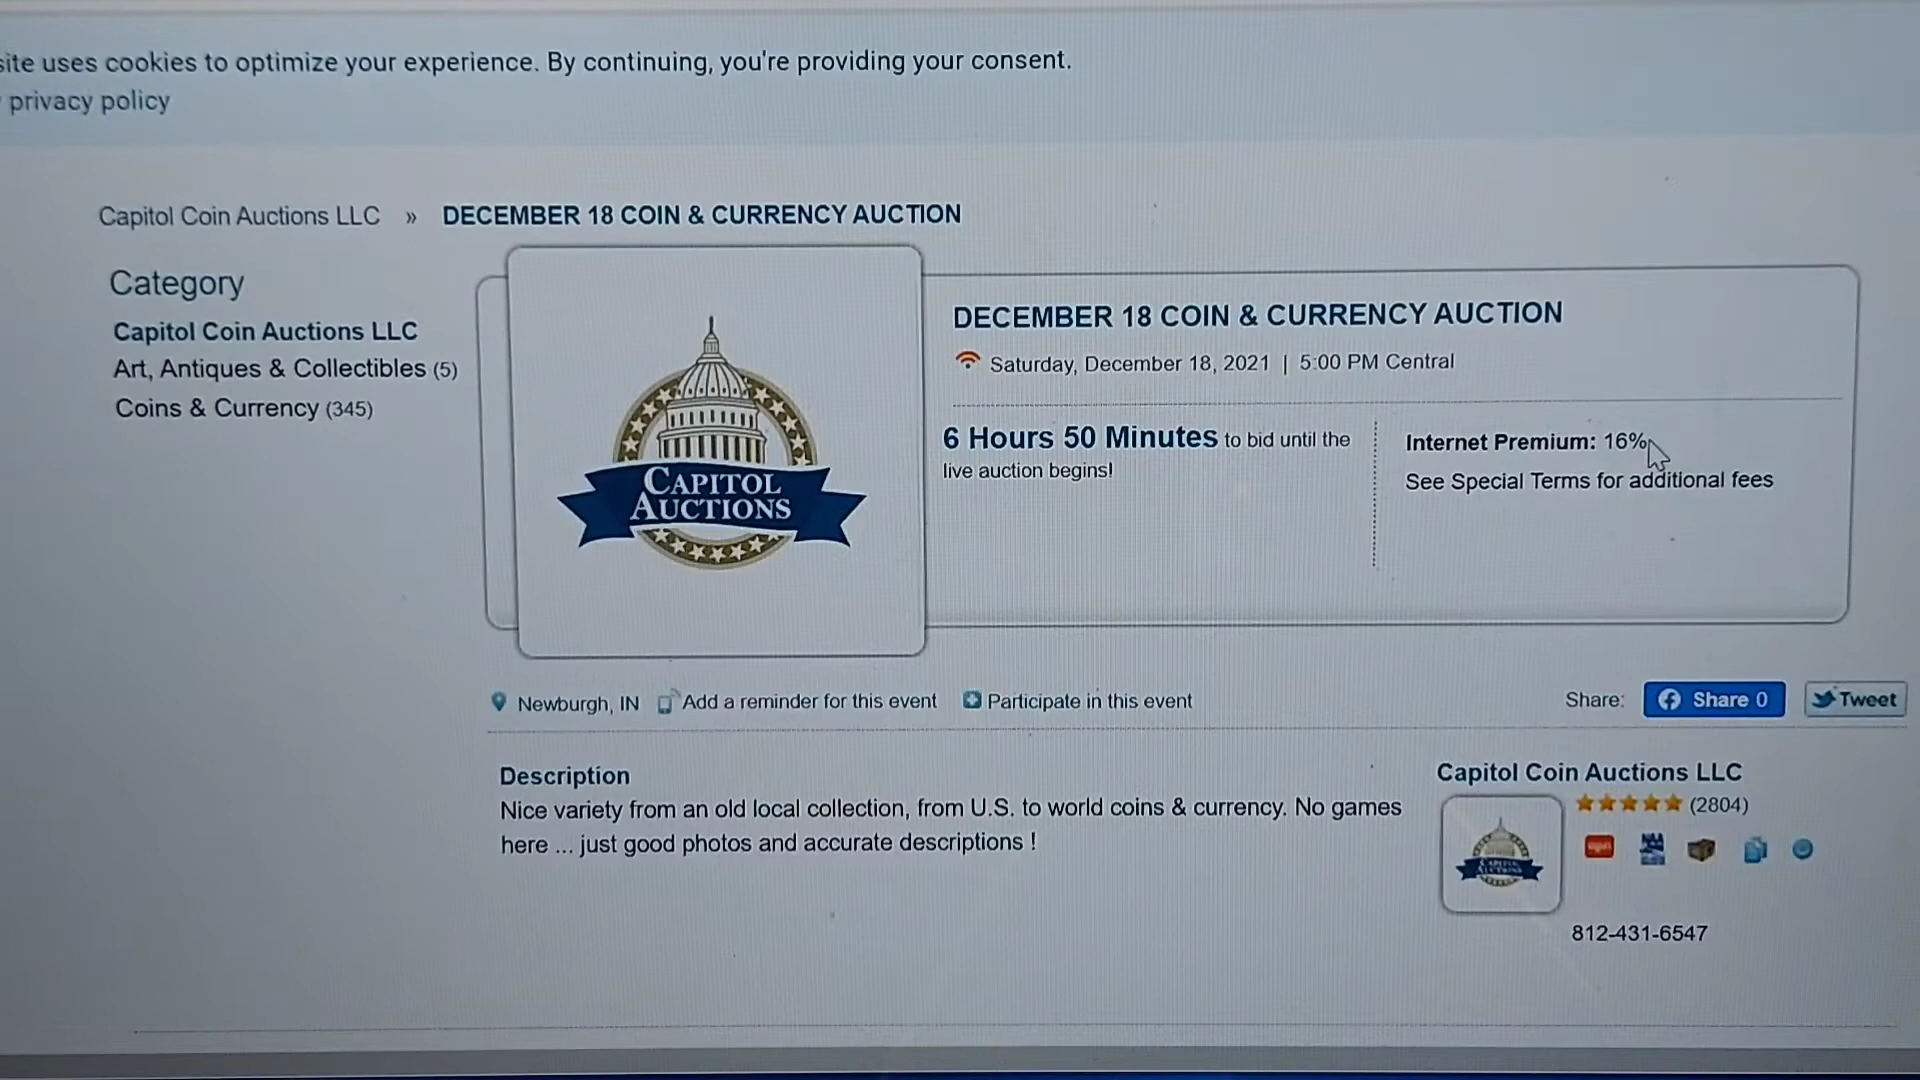 site uses cookies to optimize your experience. By continuing, you're providing your consent.
privacy policy
Capitol Coin Auctions LLC » DECEMBER 18 COIN & CURRENCY AUCTION
Category
Capitol Coin Auctions LLC
Art, Antiques & Collectibles (5)
Coins & Currency (345)
CAPITOL
AUCTIONS
DECEMBER 18 COIN & CURRENCY AUCTION
Saturday, December 18, 2021 | 5:00 PM Central
6 Hours 50 Minutes to bid until the
live auction begins!
Internet Premium: 16%
See Special Terms for additional fees
Newburgh, IN Add a reminder for this event Participate in this event
Share: Share 0 Tweet
Description
Nice variety from an old local collection, from U.S. to world coins & currency. No games
here ... just good photos and accurate descriptions !
Capitol Coin Auctions LLC
(2804)
CAPITOL
AUCTIONS
812-431-6547